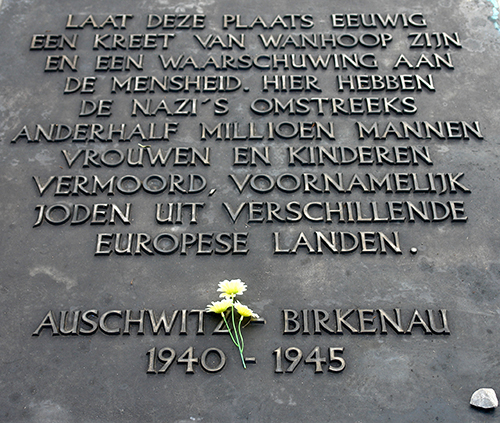 LAAT DEZE PLAATS EEUWIG
EEN KREET VAN WANHOOP ZIJN
EN EEN WAARSCHUWING AAN
DE MENSHEID. HIER HEBBEN
DE NAZI´S OMSTREEKS
ANDERHALF MILLIOEN MANNEN
VROUWEN EN KINDEREN
VERMOORD, VOORNAMELIJK
JODEN UIT VERSCHILLENDE
EUROPESE LANDEN.
AUSCHWITZ - BIRKENAU
1940 - 1945